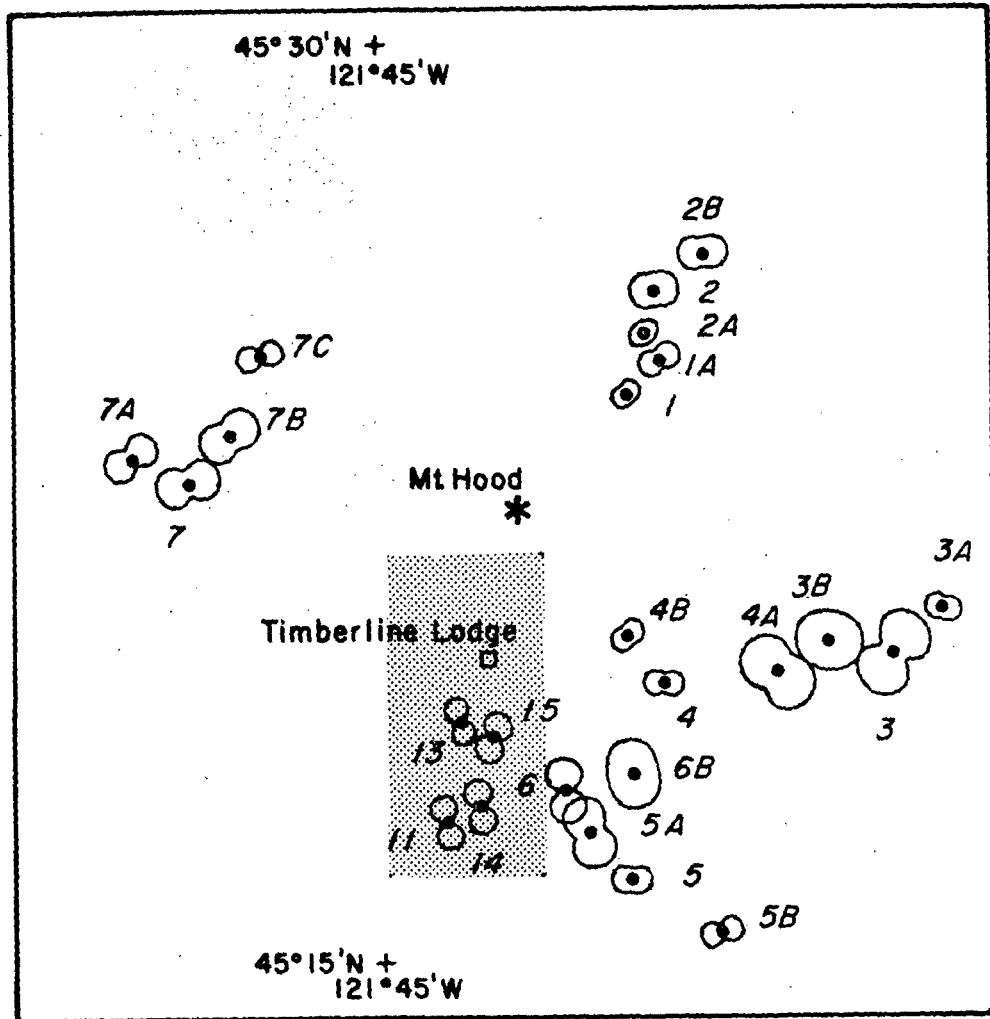 45° 30' N +
121° 45' W
2B
2
2A
1A
1
7C
7A
7B
7
Mt. Hood
3A
3B
4B
4A
Timberline Lodge
4
3
15
13
6
6B
5A
11
14
5
5B
45° 15' N +
121° 45' W